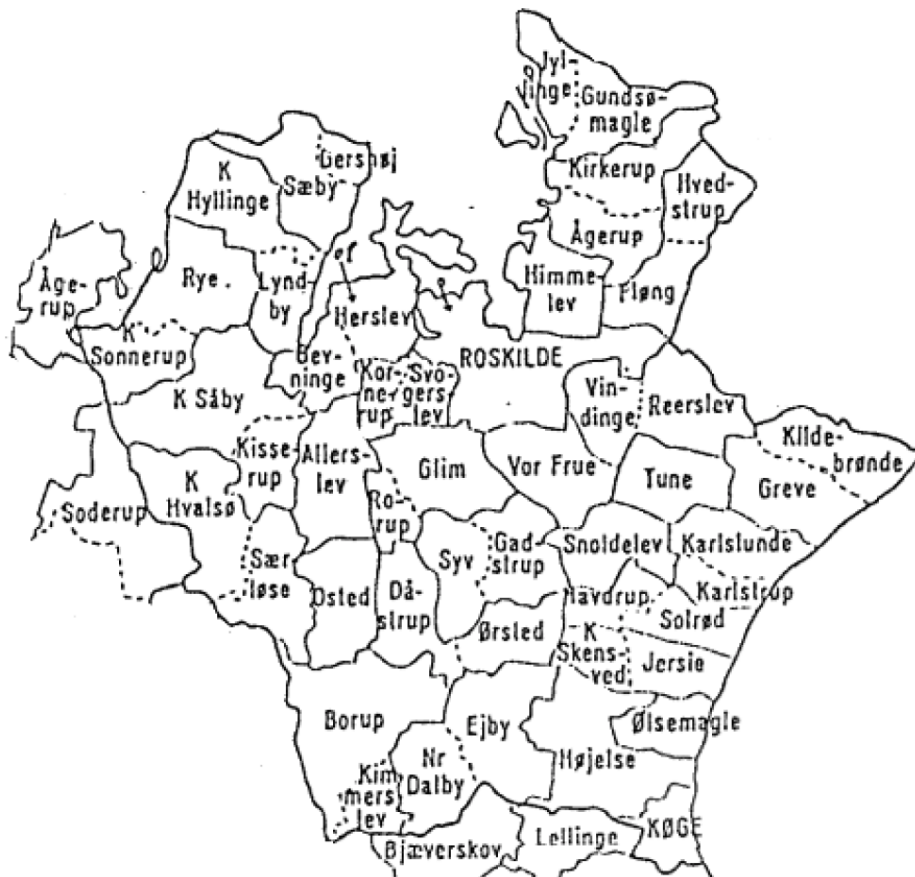 Jyl-
linge
Gundsø-
magle
Gershøj
K
Hyllinge
Sæby
Kirkerup
Hved-
strup
Ågerup
Åge-
rup
Rye
Lynd-
by
Herslev
Himme-
lev
Fløng
K
Sonnerup
Gev-
ninge
Kor-
ne-
rup
Svo-
gers-
lev
ROSKILDE
Vin-
dinge
Reerslev
K Såby
Kisse-
rup
Allers-
lev
Glim
Vor Frue
Tune
Kilde-
brønde
Greve
Soderup
K
Hvalsø
Ro-
rup
Syv
Gad-
strup
Snoldelev
Karlslunde
Sær-
løse
Osted
Då-
strup
Ørsted
Havdrup
Karlstrup
Solrød
K
Skens-
ved
Jersie
Borup
Ejby
Ølsemagle
Højelse
Nr
Dalby
Kim
mers
lev
Bjæverskov
Lellinge
KØGE